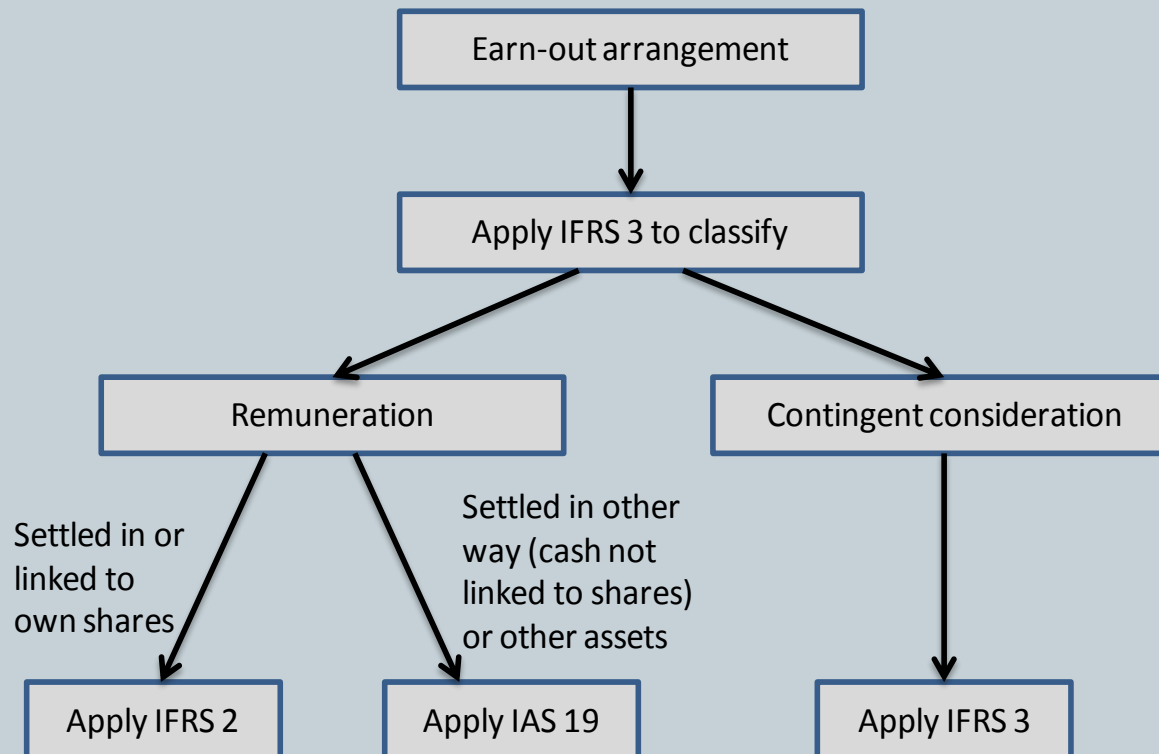 Earn-out arrangement
Apply IFRS 3 to classify
Remuneration
Contingent consideration
Settled in or
linked to
own shares
Settled in other
way (cash not
linked to shares)
or other assets
Apply IFRS 2
Apply IAS 19
Apply IFRS 3